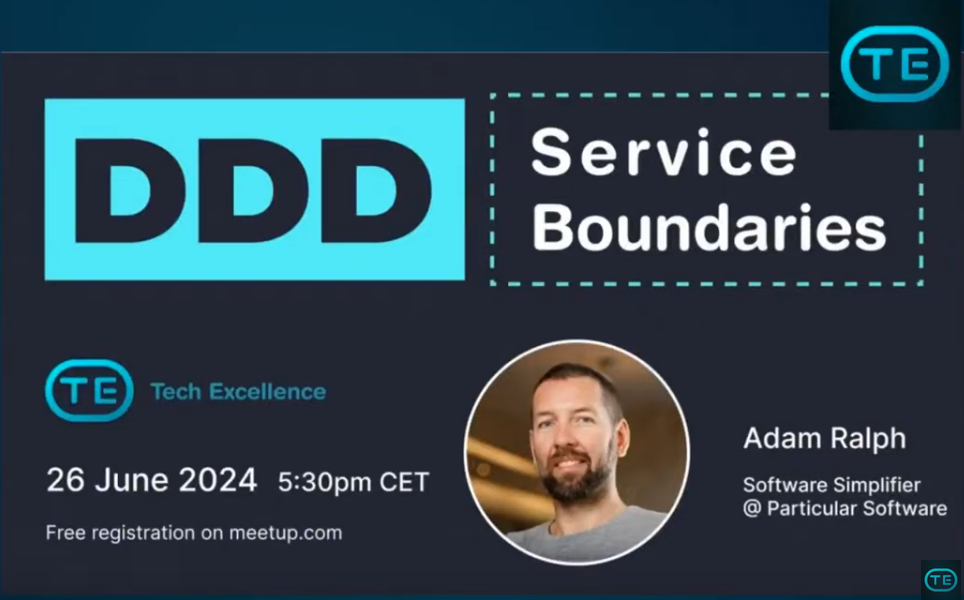 TE
DDD
Service
Boundaries
TE Tech Excellence
26 June 2024 5:30pm CET
Free registration on meetup.com
Adam Ralph
Software Simplifier
@ Particular Software
TE